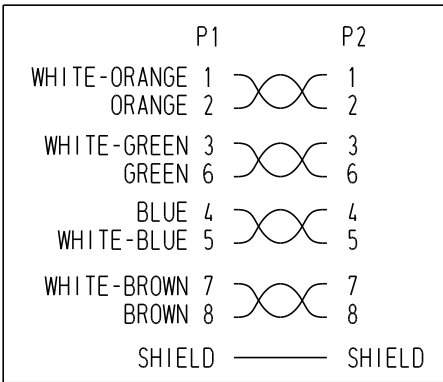 P1 P2
WHITE-ORANGE 1 1
ORANGE 2 2
WHITE-GREEN 3 3
GREEN 6 6
BLUE 4 4
WHITE-BLUE 5 5
WHITE-BROWN 7 7
BROWN 8 8
SHIELD SHIELD